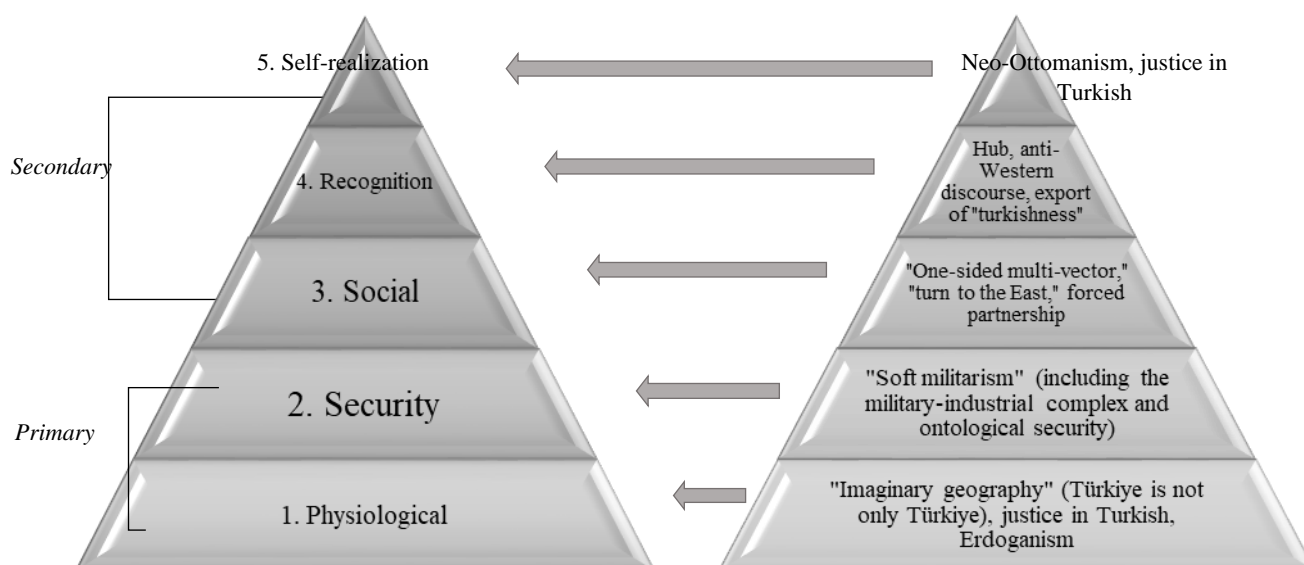 5. Self-realization
Neo-Ottomanism, justice in
Turkish
Secondary
4. Recognition
Hub, anti-
Western
discourse, export
of "turkishness"
3. Social
"One-sided multi-vector,"
"turn to the East," forced
partnership
Primary
2. Security
"Soft militarism" (including the
military-industrial complex and
ontological security)
1. Physiological
"Imaginary geography" (Türkiye is not
only Türkiye), justice in Turkish,
Erdoganism